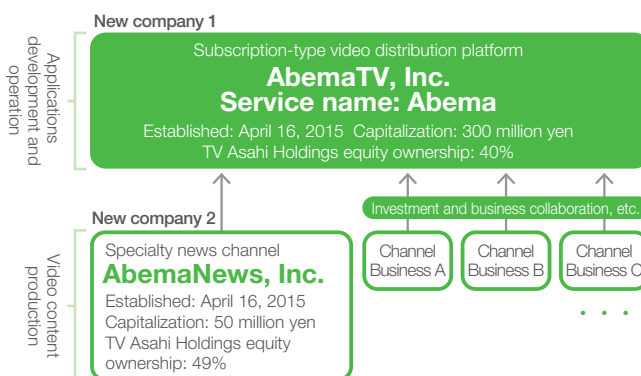 New company 1
Applications
development and
operation
Subscription-type video distribution platform
AbemaTV, Inc.
Service name: Abema
Established: April 16, 2015 Capitalization: 300 million yen
TV Asahi Holdings equity ownership: 40%
Investment and business collaboration, etc.
New company 2
Video content
production
Specialty news channel
AbemaNews, Inc.
Established: April 16, 2015
Capitalization: 50 million yen
TV Asahi Holdings equity
ownership: 49%
Channel
Business A
Channel
Business B
Channel
Business C
. . .